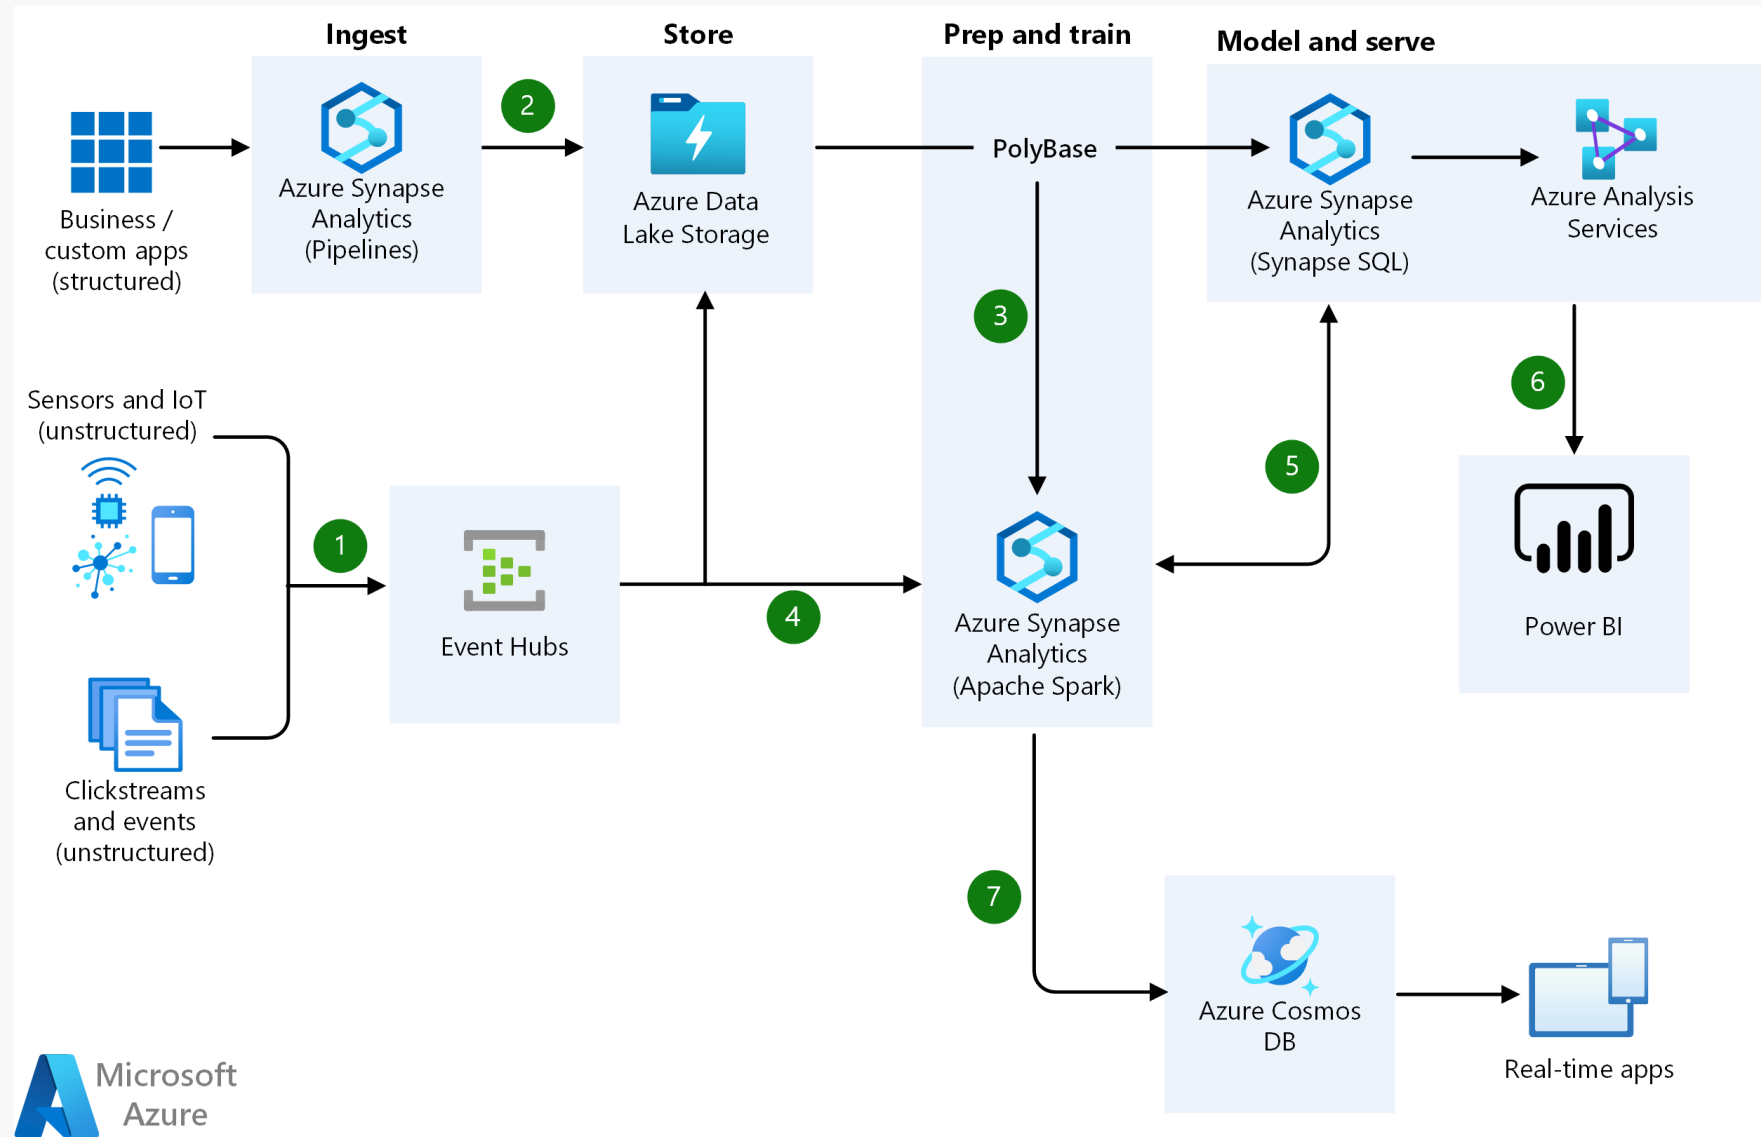 Ingest
Store
Prep and train
Model and serve
2
Azure Synapse
Analytics
(Pipelines)
Azure Data
Lake Storage
PolyBase
Azure Synapse
Analytics
(Synapse SQL)
Azure Analysis
Services
Business /
custom apps
(structured)
3
6
Sensors and IoT
(unstructured)
5
1
4
Event Hubs
Azure Synapse
Analytics
(Apache Spark)
Power BI
Clickstreams
and events
(unstructured)
7
Azure Cosmos
DB
Real-time apps
Microsoft
Azure